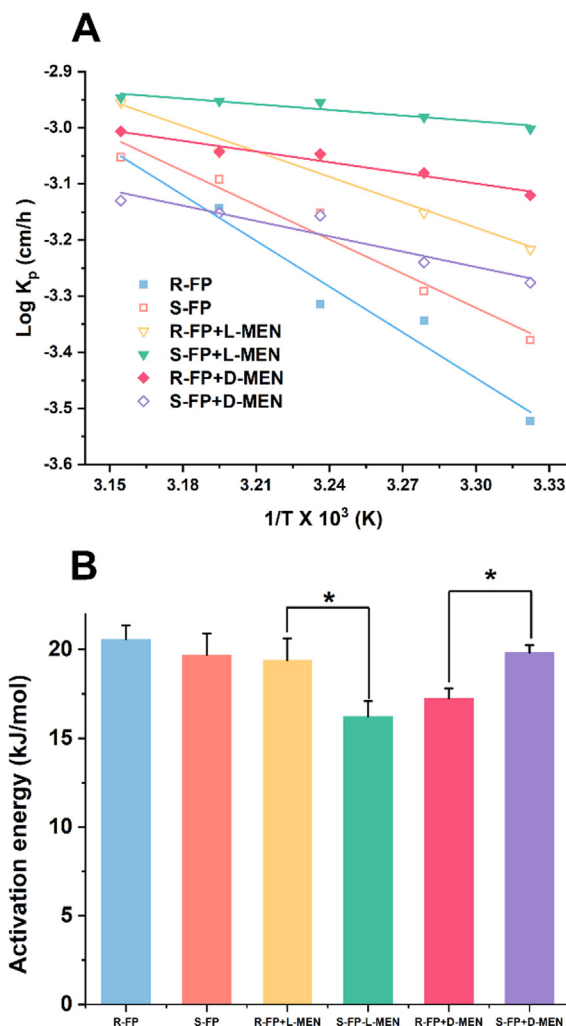 A
Log Kp (cm/h)
-2.9
-3.0
-3.1
-3.2
-3.3
-3.4
-3.5
-3.6
R-FP
S-FP
R-FP+L-MEN
S-FP+L-MEN
R-FP+D-MEN
S-FP+D-MEN
3.15 3.18 3.21 3.24 3.27 3.30 3.33
1/T X 10³ (K)
B
Activation energy (kJ/mol)
* *
20
15
10
5
0
R-FP S-FP R-FP+L-MEN S-FP-L-MEN R-FP+D-MEN S-FP+D-MEN